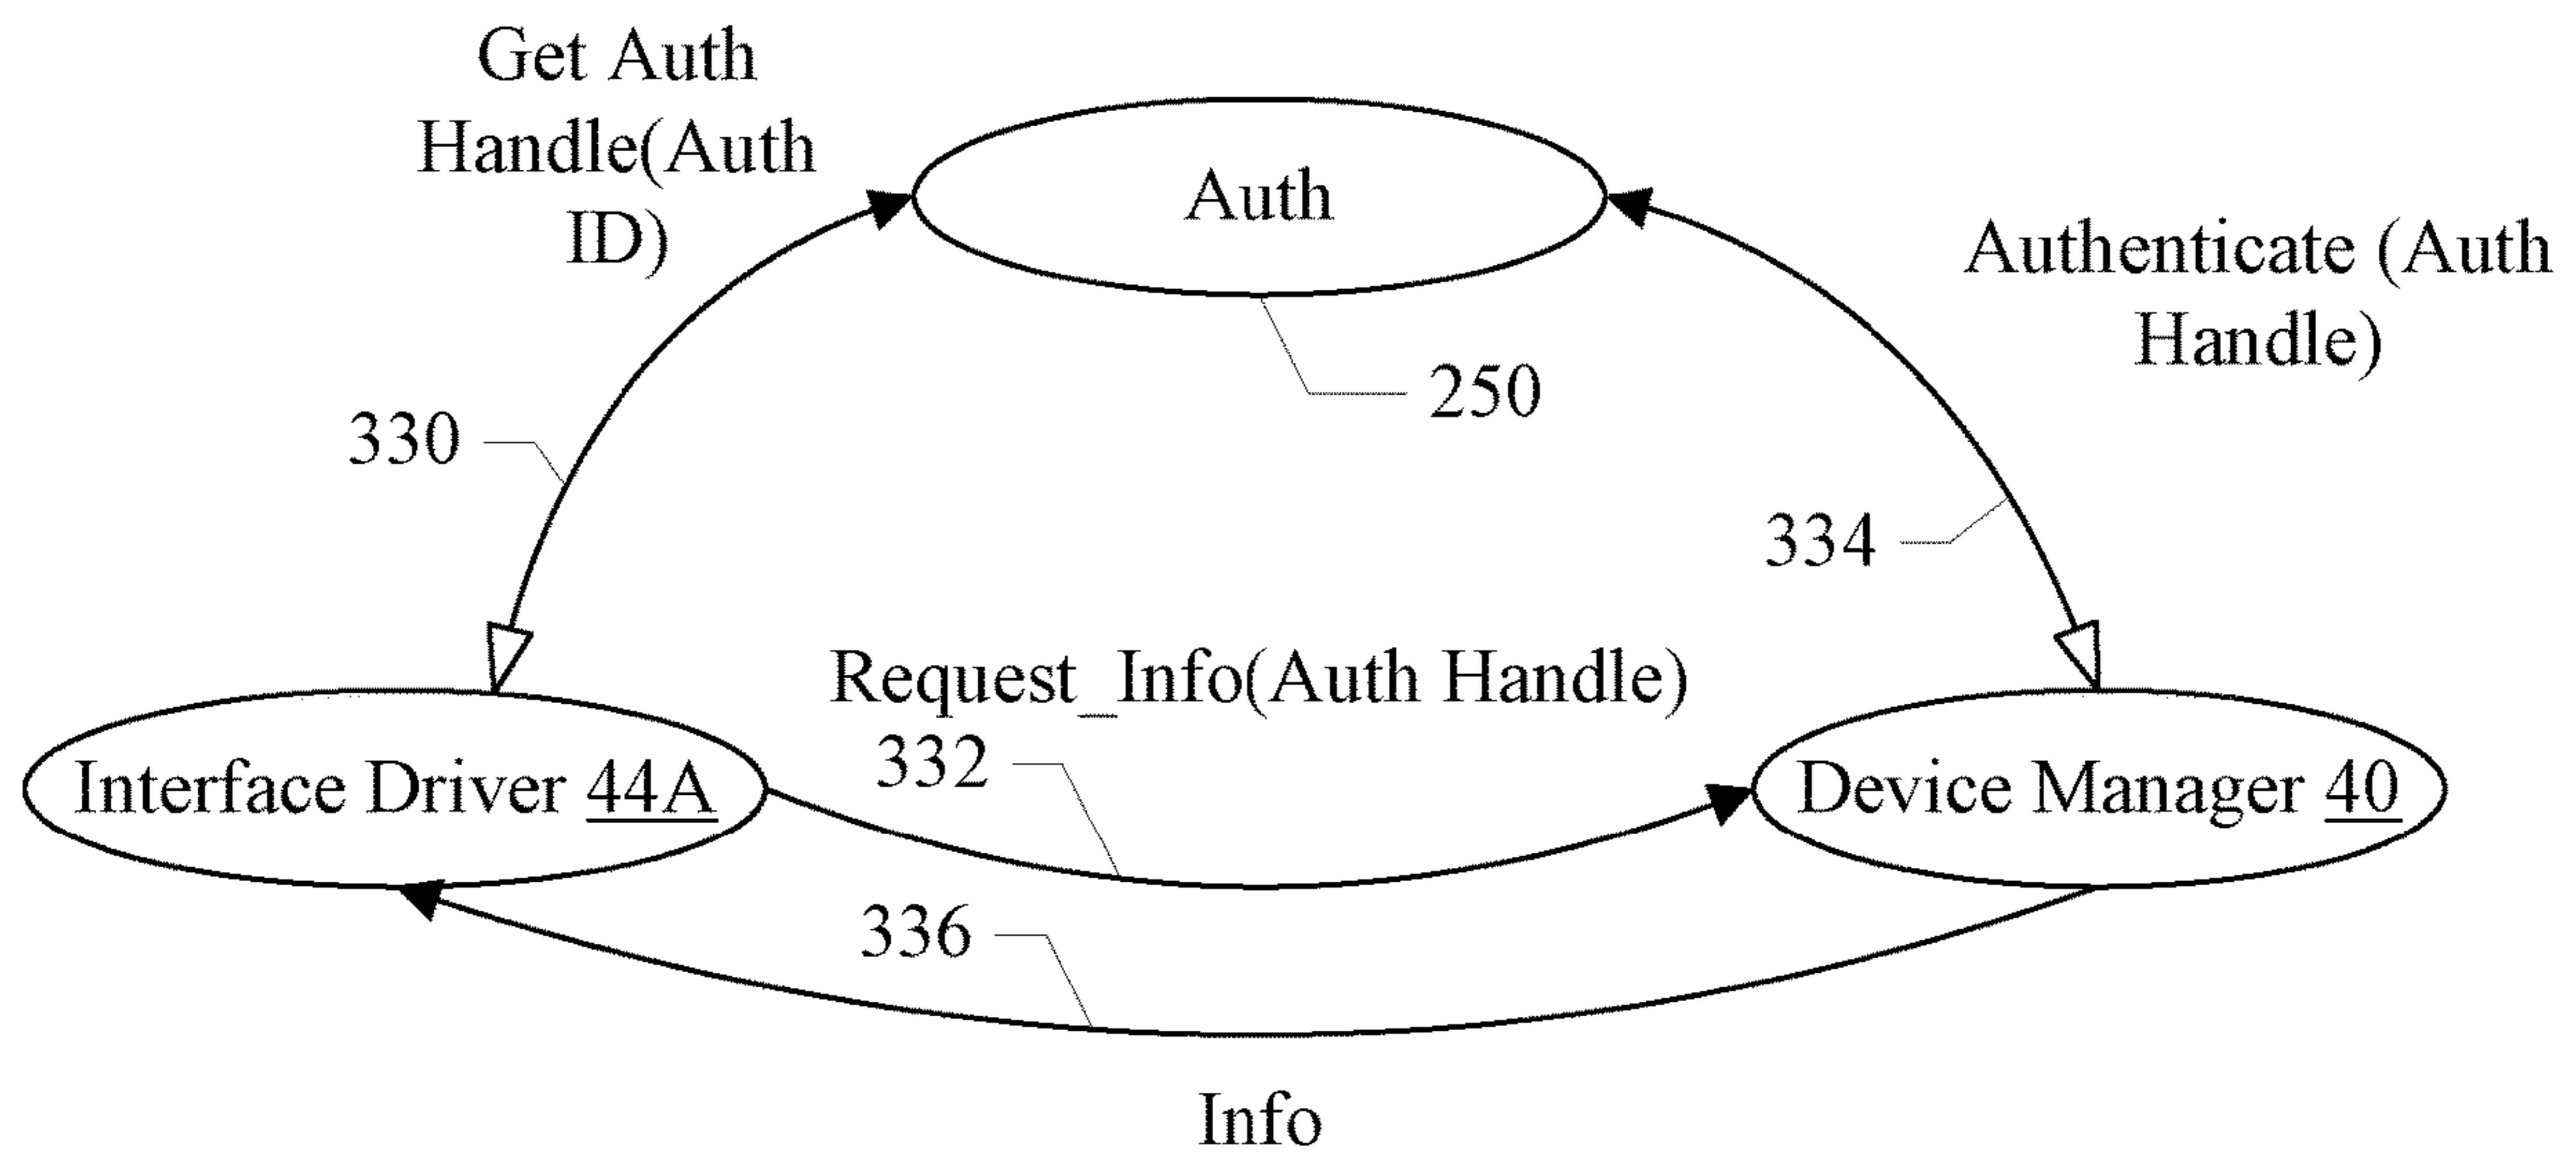 Get Auth
Handle(Auth
ID)
Auth
Authenticate (Auth
Handle)
250
330
334
Request_Info(Auth Handle)
332
Interface Driver 44A
Device Manager 40
336
Info